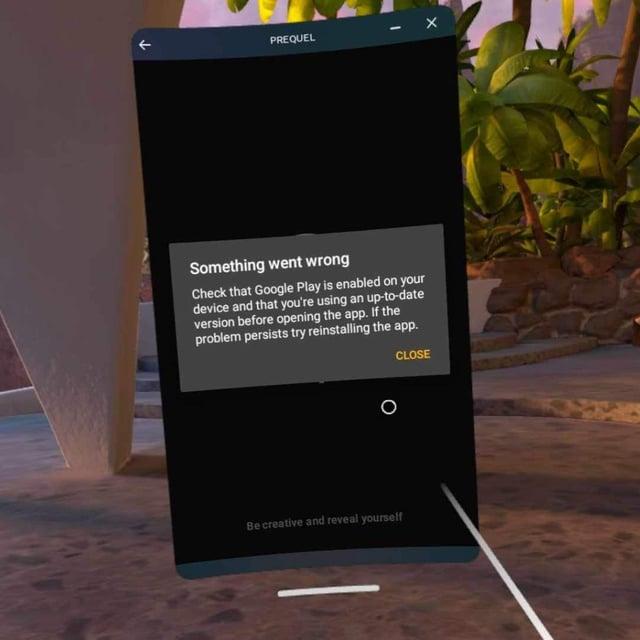 PREQUEL
Something went wrong
Check that Google Play is enabled on your
device and that you're using an up-to-date
version before opening the app. If the
problem persists try reinstalling the app.
CLOSE
Be creative and reveal yourself